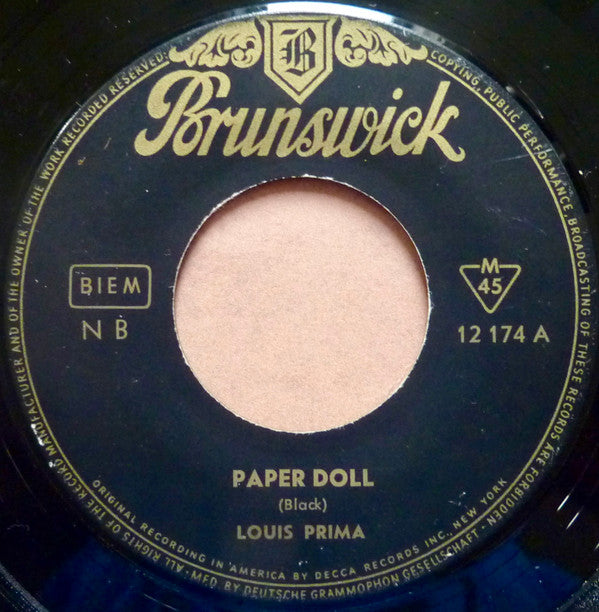 B
Brunswick
BIEM
NB
M
45
12 174 A
PAPER DOLL
(Black)
LOUIS PRIMA
ORIGINAL RECORDING IN AMERICA BY DECCA RECORDS INC. NEW YORK
MANUFACTURER AND OF THE OWNER OF THE WORK RECORDED RESERVED.
COPYING, PUBLIC PERFORMANCE, BROADCASTING OF THESE RECORDS ARE FORBIDDEN - ALL RIGHTS OF THE RECORD
· MFD. BY DEUTSCHE GRAMMOPHON GESELLSCHAFT ·